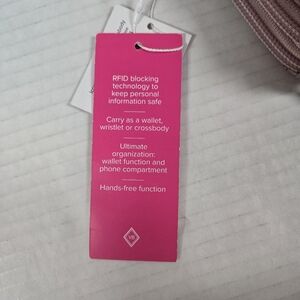 RFID blocking
technology to
keep personal
information safe
Carry as a wallet,
wristlet or crossbody
Ultimate
organization:
wallet function and
phone compartment
Hands-free function
VB